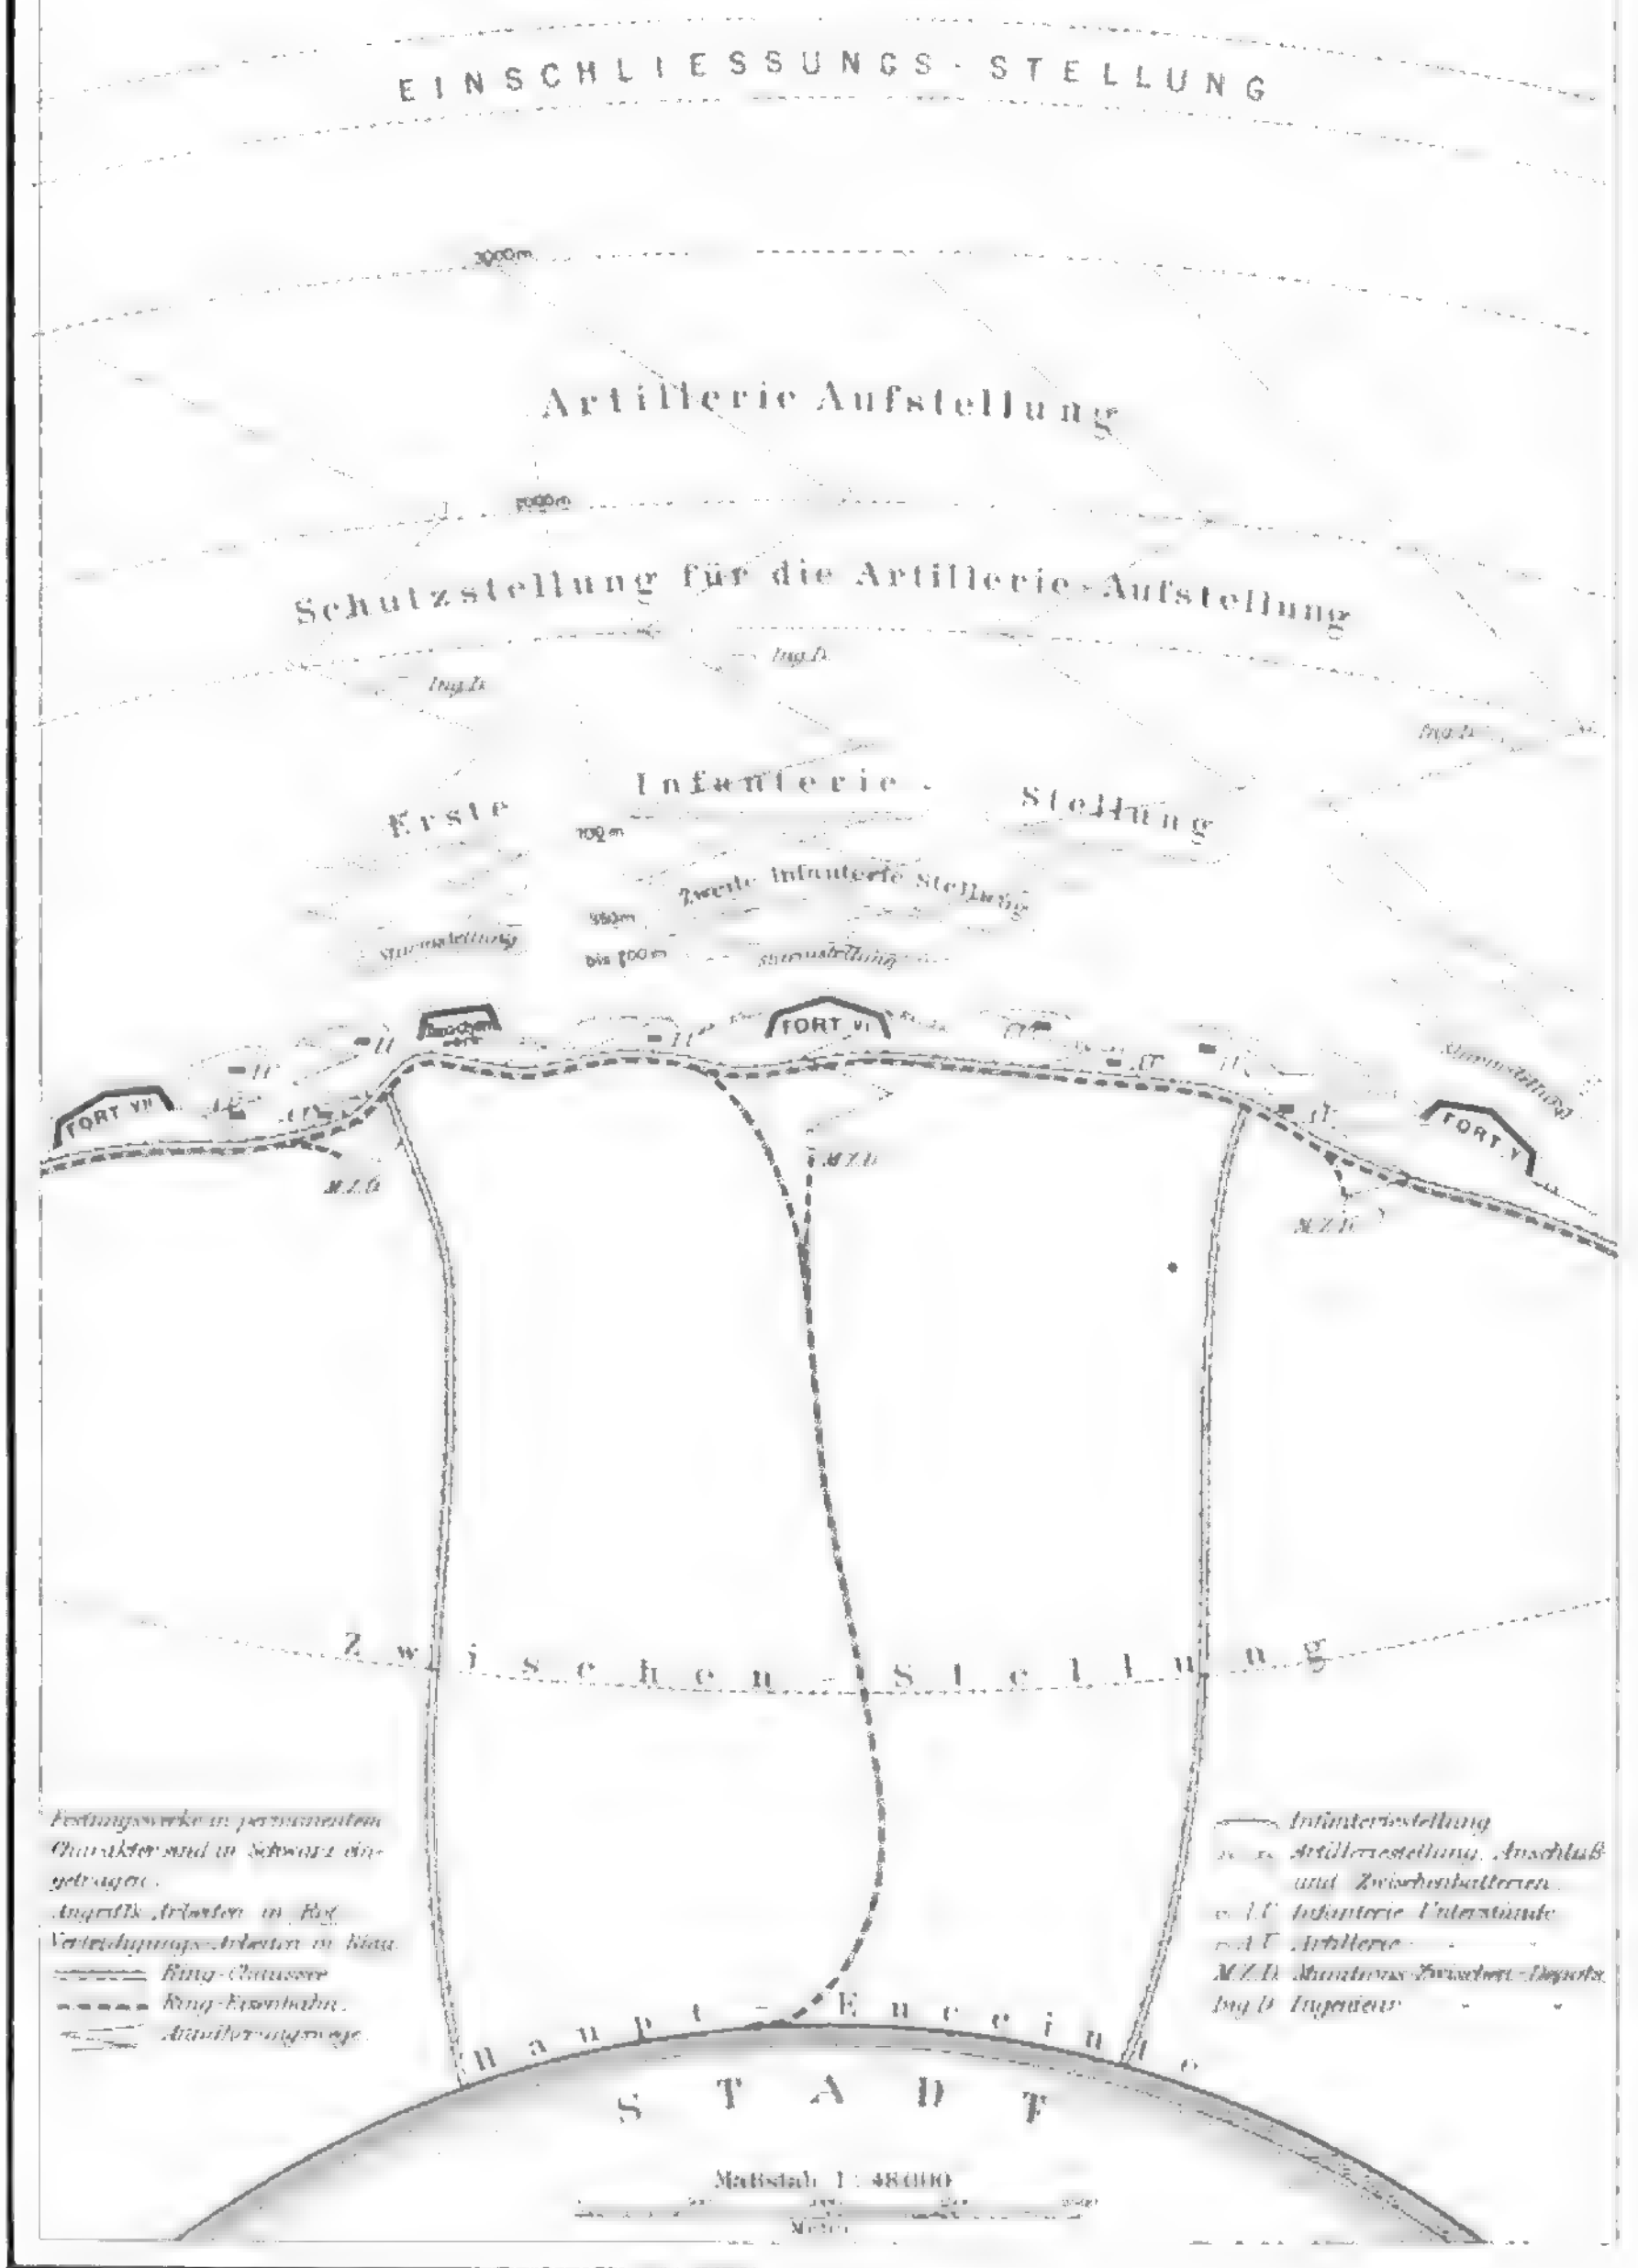 EINSCHLIESSUNGS-STELLUNG
3000m
Artillerie Aufstellung
2000m
Schutzstellung für die Artillerie-Aufstellung
Ing.D.
Ing.D.
Ing.D.
Erste Infanterie-Stellung
Zweite Infanterie Stellung
Sturmstellung
bis 200m
Sturmstellung
FORT VI
Sturmstellung
FORT VII
FORT V
M.Z.D.
M.Z.D.
M.Z.D.
Zwischen-Stellung
Festungswerke in permanentem
Charakter sind in Schwarz ein-
getragen.
Angriffs Arbeiten in Rot
Verteidigungs-Arbeiten in Blau.
Ring-Chaussee
Ring-Eisenbahn.
Annäherungswege.
Infanteriestellung
Artilleriestellung, Anschluß-
und Zwischenbatterien.
I.U. Infanterie Unterstände
A.U. Artillerie "
M.Z.D. Munitions-Zwischen-Depots.
Ing.D. Ingenieur " "
Haupt-Enceinte
STADT
Maßstab 1:48000
Meter